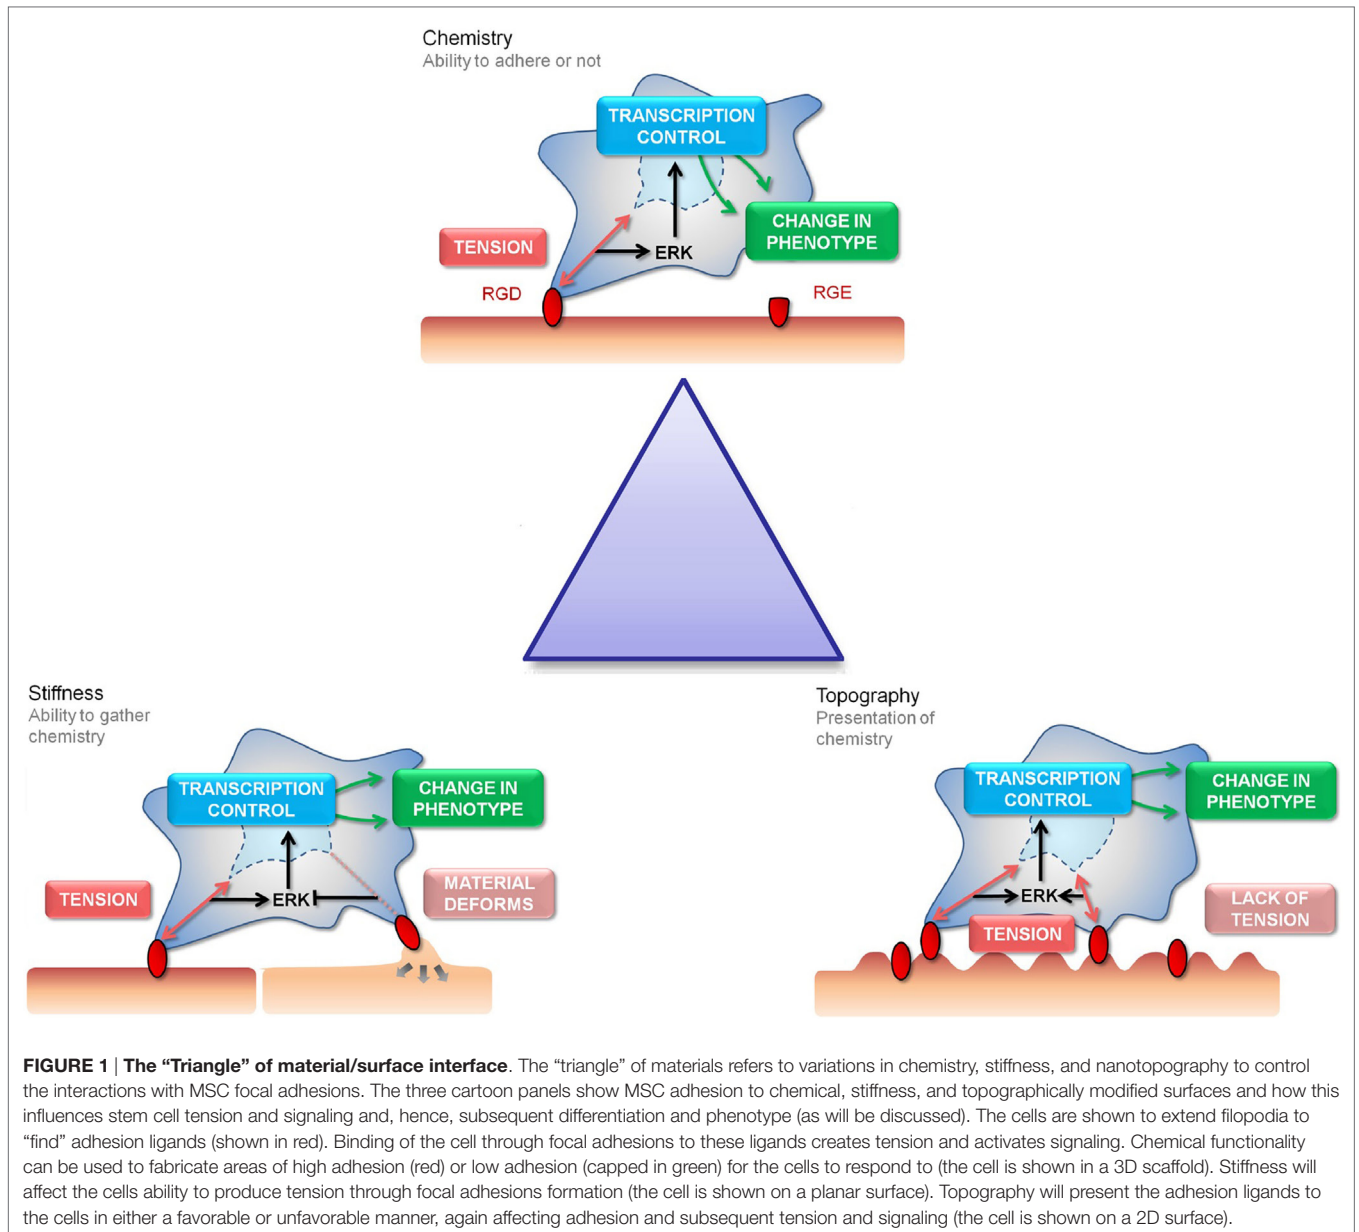 Chemistry
Ability to adhere or not
TRANSCRIPTION
CONTROL
CHANGE IN
PHENOTYPE
TENSION
ERK
RGD
RGE
Stiffness
Ability to gather
chemistry
TRANSCRIPTION
CONTROL
CHANGE IN
PHENOTYPE
TENSION
ERK
MATERIAL
DEFORMS
Topography
Presentation of
chemistry
TRANSCRIPTION
CONTROL
CHANGE IN
PHENOTYPE
ERK
TENSION
LACK OF
TENSION
FIGURE 1 | The “Triangle” of material/surface interface. The “triangle” of materials refers to variations in chemistry, stiffness, and nanotopography to control
the interactions with MSC focal adhesions. The three cartoon panels show MSC adhesion to chemical, stiffness, and topographically modified surfaces and how this
influences stem cell tension and signaling and, hence, subsequent differentiation and phenotype (as will be discussed). The cells are shown to extend filopodia to
“find” adhesion ligands (shown in red). Binding of the cell through focal adhesions to these ligands creates tension and activates signaling. Chemical functionality
can be used to fabricate areas of high adhesion (red) or low adhesion (capped in green) for the cells to respond to (the cell is shown in a 3D scaffold). Stiffness will
affect the cells ability to produce tension through focal adhesions formation (the cell is shown on a planar surface). Topography will present the adhesion ligands to
the cells in either a favorable or unfavorable manner, again affecting adhesion and subsequent tension and signaling (the cell is shown on a 2D surface).